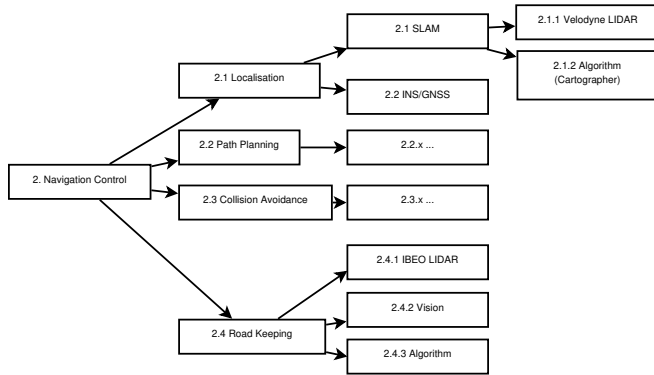 2. Navigation Control
2.1 Localisation
2.1 SLAM
2.1.1 Velodyne LIDAR
2.1.2 Algorithm
(Cartographer)
2.2 INS/GNSS
2.2 Path Planning
2.2.x ...
2.3 Collision Avoidance
2.3.x ...
2.4 Road Keeping
2.4.1 IBEO LIDAR
2.4.2 Vision
2.4.3 Algorithm